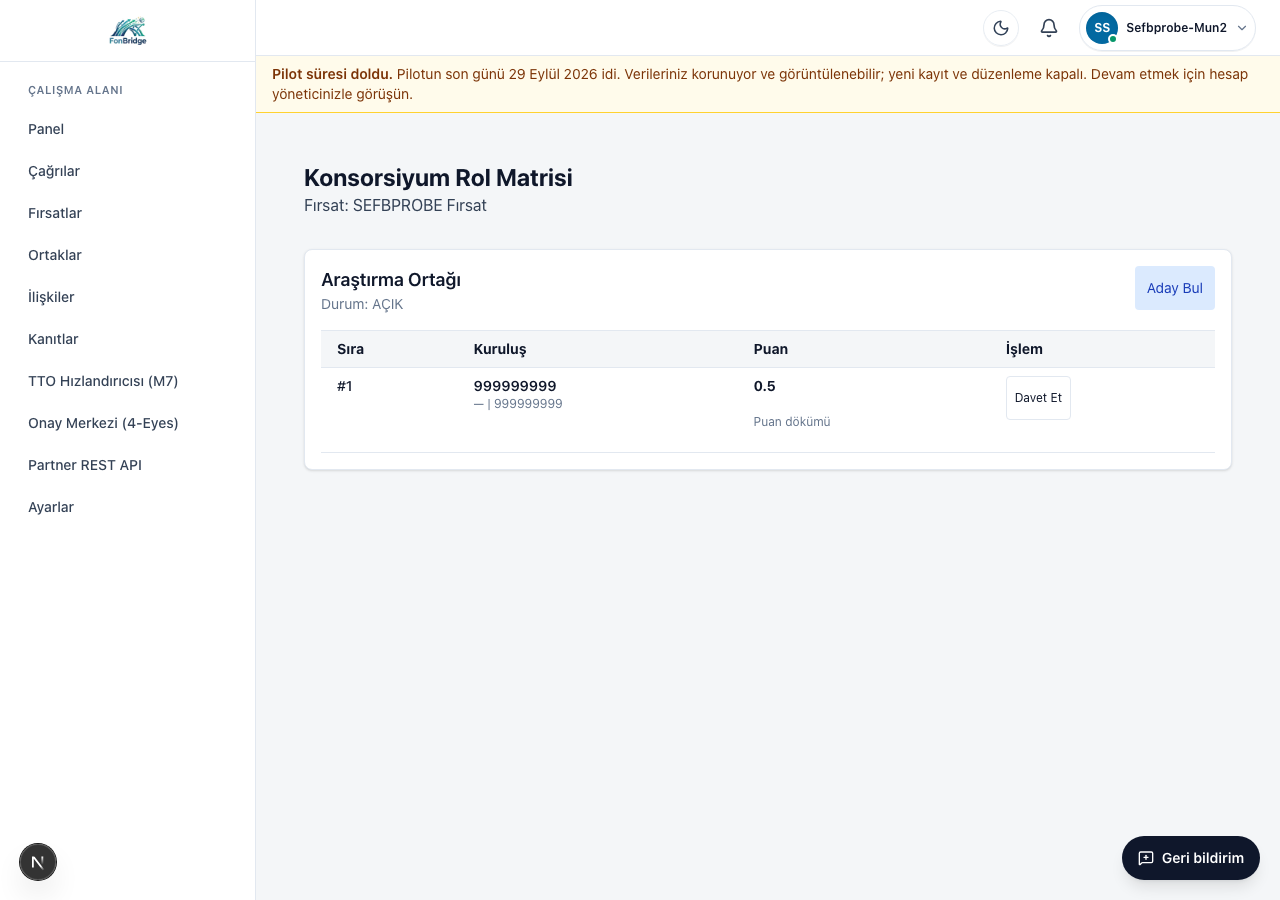 FonBridge
SS
Sefbprobe-Mun2
Pilot süresi doldu. Pilotun son günü 29 Eylül 2026 idi. Verileriniz korunuyor ve görüntülenebilir; yeni kayıt ve düzenleme kapalı. Devam etmek için hesap
yöneticinizle görüşün.
ÇALIŞMA ALANI
Panel
Çağrılar
Fırsatlar
Ortaklar
İlişkiler
Kanıtlar
TTO Hızlandırıcısı (M7)
Onay Merkezi (4-Eyes)
Partner REST API
Ayarlar
Konsorsiyum Rol Matrisi
Fırsat: SEFBPROBE Fırsat
Araştırma Ortağı
Durum: AÇIK
Aday Bul
Sıra Kuruluş Puan İşlem
#1 999999999 0.5 Davet Et
— | 999999999
Puan dökümü
N
Geri bildirim